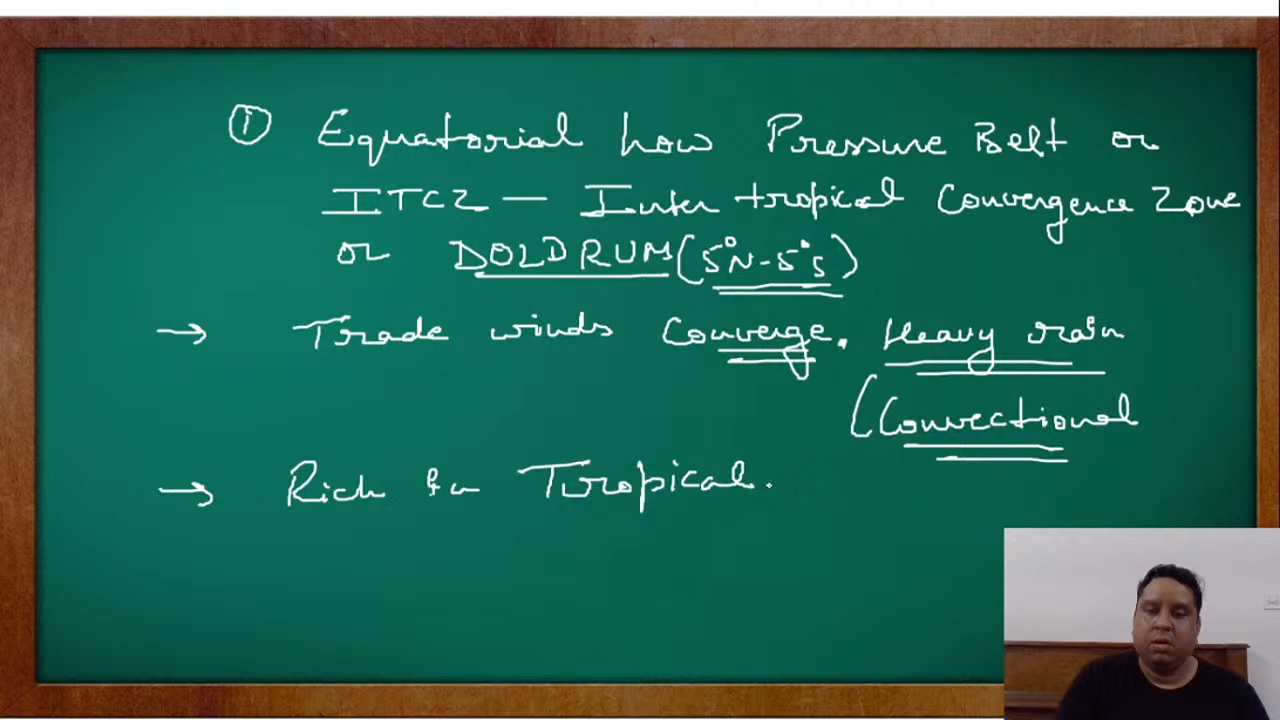 ① Equatorial Low Pressure Belt or
ITCZ — Inter tropical Convergence Zone
or DOLDRUM (5°N-5°S)
→ Trade winds Converge. Heavy rain
(Convectional
→ Rich in Tropical.